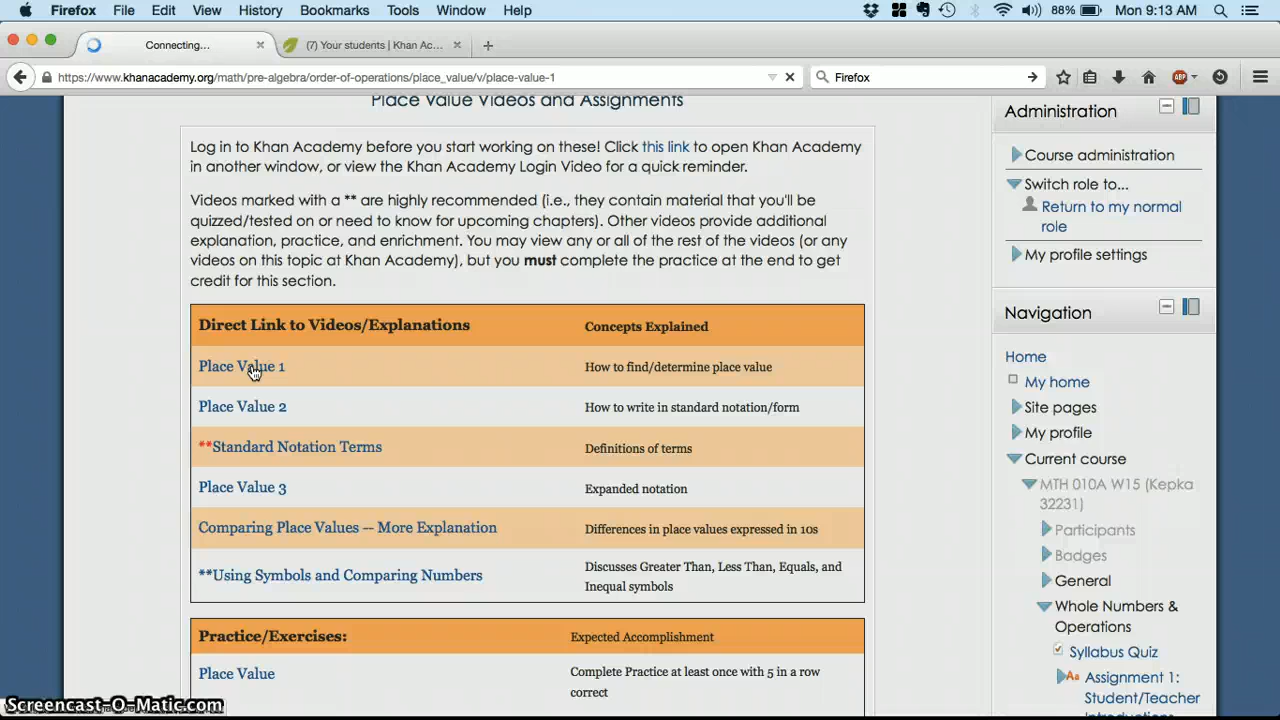 Firefox File Edit View History Bookmarks Tools Window Help 88% Mon 9:13 AM
Connecting... (7) Your students | Khan Ac...
https://www.khanacademy.org/math/pre-algebra/order-of-operations/place_value/v/place-value-1 Firefox ABP
Place Value Videos and Assignments
Log in to Khan Academy before you start working on these! Click this link to open Khan Academy
in another window, or view the Khan Academy Login Video for a quick reminder.
Videos marked with a ** are highly recommended (i.e., they contain material that you'll be
quizzed/tested on or need to know for upcoming chapters). Other videos provide additional
explanation, practice, and enrichment. You may view any or all of the rest of the videos (or any
videos on this topic at Khan Academy), but you must complete the practice at the end to get
credit for this section.
Direct Link to Videos/Explanations Concepts Explained
Place Value 1 How to find/determine place value
Place Value 2 How to write in standard notation/form
**Standard Notation Terms Definitions of terms
Place Value 3 Expanded notation
Comparing Place Values -- More Explanation Differences in place values expressed in 10s
**Using Symbols and Comparing Numbers Discusses Greater Than, Less Than, Equals, and
Inequal symbols
Practice/Exercises: Expected Accomplishment
Place Value Complete Practice at least once with 5 in a row
correct
Administration
Course administration
Switch role to...
Return to my normal
role
My profile settings
Navigation
Home
My home
Site pages
My profile
Current course
MTH 010A W15 (Kepka
32231)
Participants
Badges
General
Whole Numbers &
Operations
Syllabus Quiz
Assignment 1:
Student/Teacher
Screencast-O-Matic.com